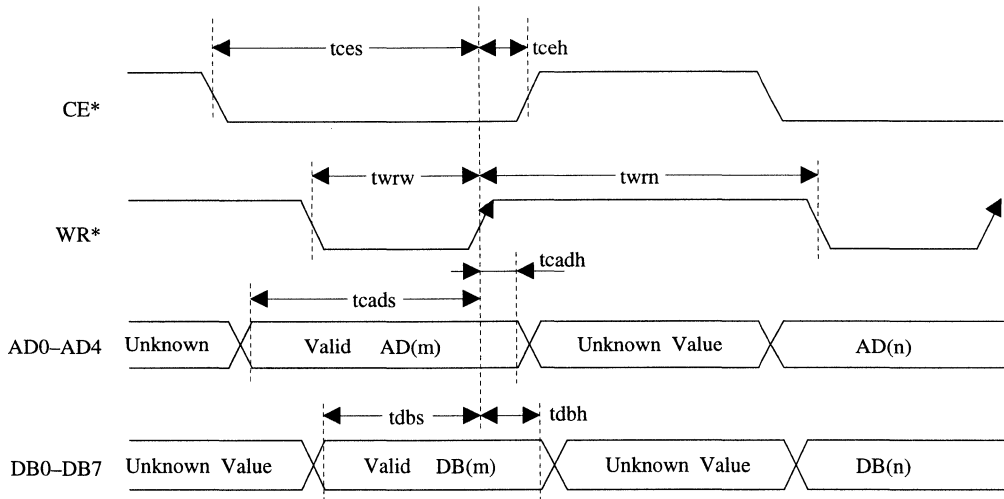 tces
tceh
CE*
twrw
twrn
WR*
tcadh
tcads
AD0–AD4
Unknown
Valid AD(m)
Unknown Value
AD(n)
tdbs
tdbh
DB0–DB7
Unknown Value
Valid DB(m)
Unknown Value
DB(n)